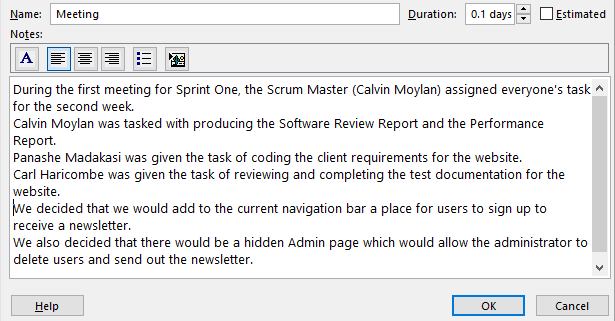 Name: Meeting Duration: 0.1 days Estimated
Notes:
A
During the first meeting for Sprint One, the Scrum Master (Calvin Moylan) assigned everyone's task
for the second week.
Calvin Moylan was tasked with producing the Software Review Report and the Performance
Report.
Panashe Madakasi was given the task of coding the client requirements for the website.
Carl Haricombe was given the task of reviewing and completing the test documentation for the
website.
We decided that we would add to the current navigation bar a place for users to sign up to
receive a newsletter.
We also decided that there would be a hidden Admin page which would allow the administrator to
delete users and send out the newsletter.
Help OK Cancel